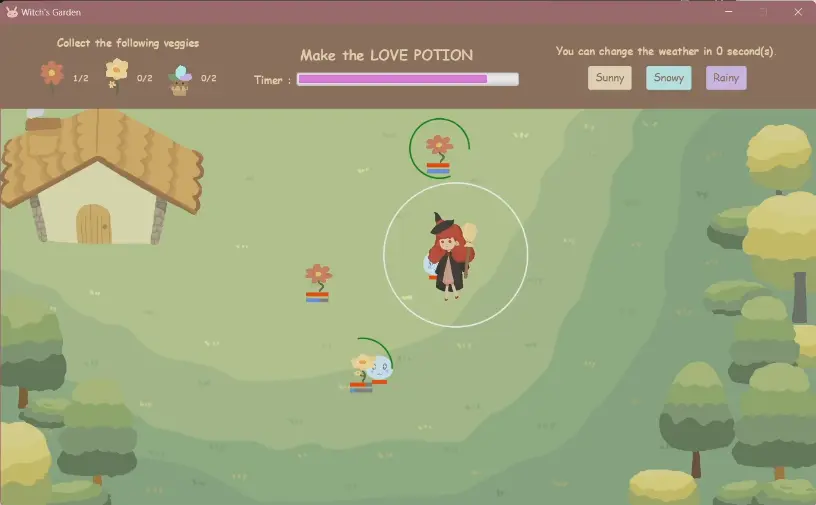 Witch's Garden
Collect the following veggies
1/2
0/2
0/2
Make the LOVE POTION
Timer :
You can change the weather in 0 second(s).
Sunny
Snowy
Rainy